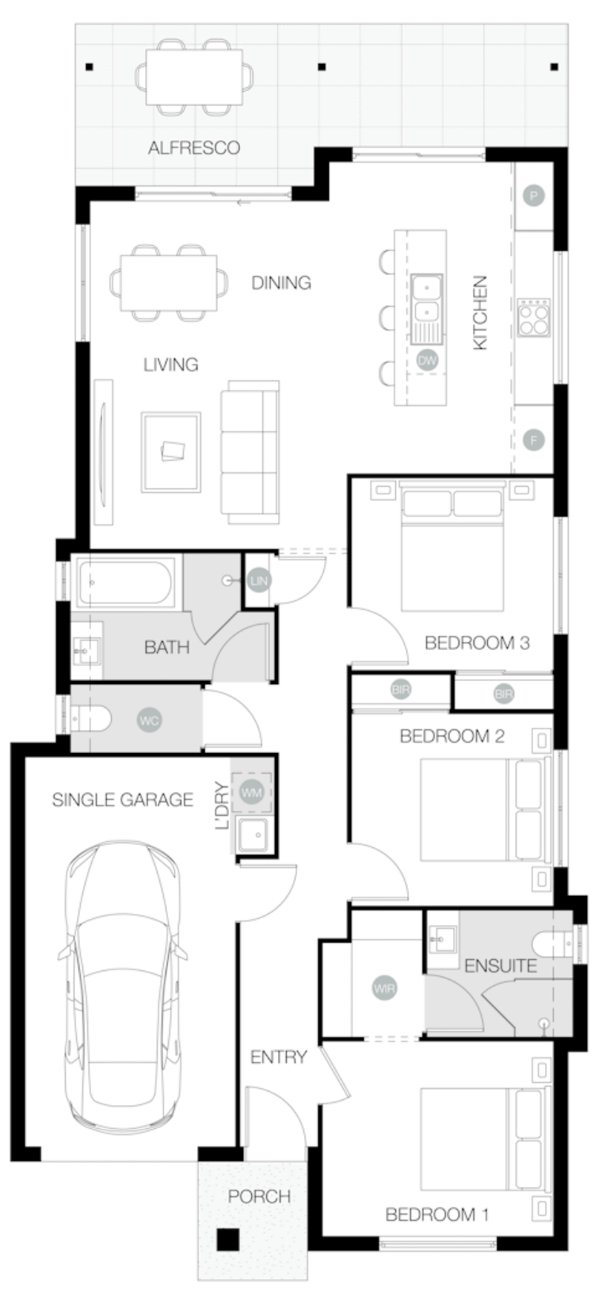 ALFRESCO
P
DINING
KITCHEN
DW
LIVING
F
LIN
BATH
BEDROOM 3
BIR
BIR
WC
BEDROOM 2
SINGLE GARAGE
L'DRY
WM
ENSUITE
WIR
ENTRY
PORCH
BEDROOM 1